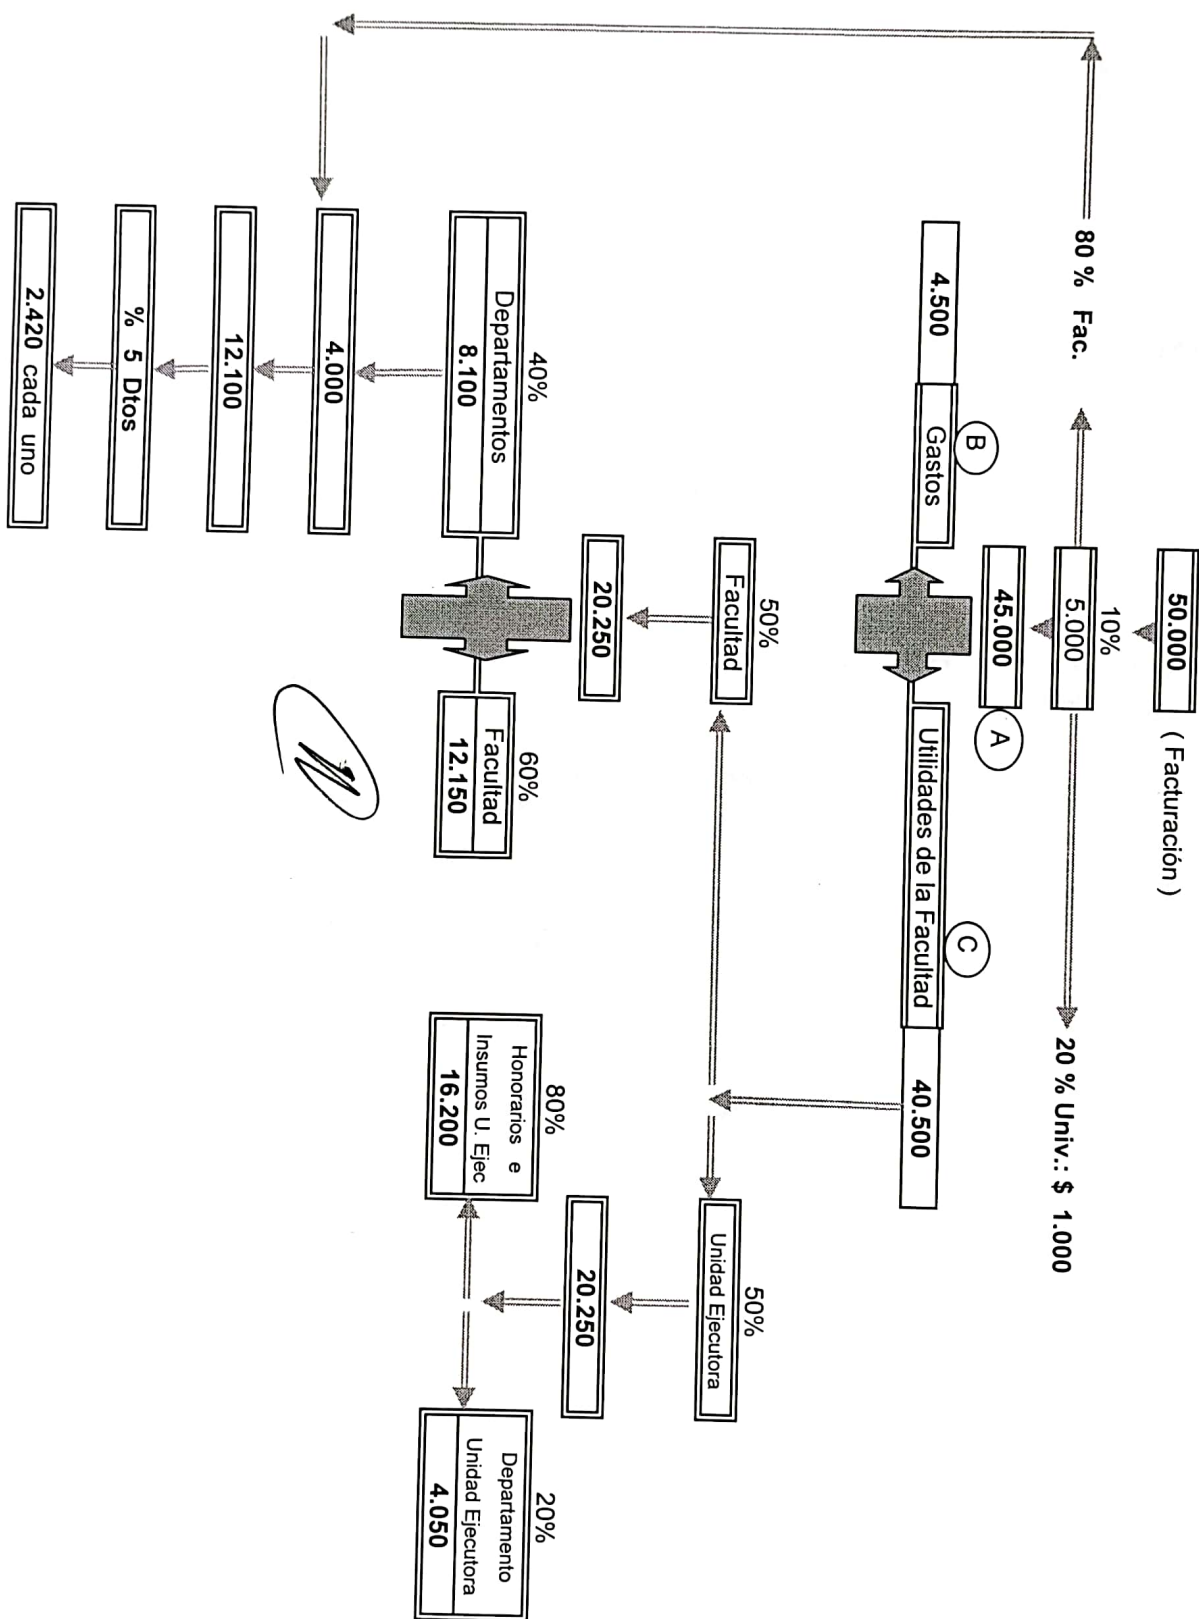 50.000
( Facturación )
10%
5.000
80 % Fac.
20 % Univ.: $ 1.000
45.000
A
B
C
4.500
Gastos
Utilidades de la Facultad
40.500
50%
Facultad
50%
Unidad Ejecutora
20.250
20.250
40%
Departamentos
8.100
60%
Facultad
12.150
80%
Honorarios e
Insumos U. Ejec
16.200
20%
Departamento
Unidad Ejecutora
4.050
4.000
12.100
% 5 Dtos
2.420 cada uno